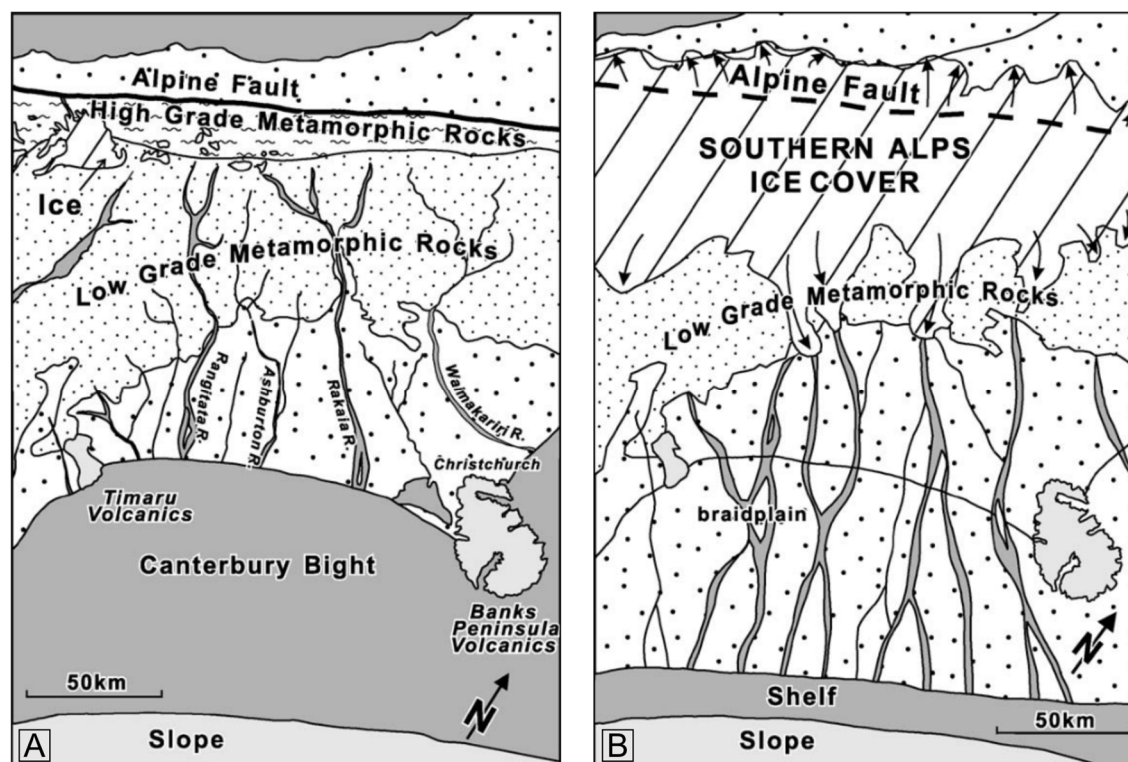 Alpine Fault
High Grade Metamorphic Rocks
Ice
Low Grade Metamorphic Rocks
Rangitata R.
Ashburton R.
Rakaia R.
Waimakariri R.
Christchurch
Timaru
Volcanics
Canterbury Bight
Banks
Peninsula
Volcanics
50km
N
Slope
A
Alpine Fault
SOUTHERN ALPS
ICE COVER
Low Grade Metamorphic Rocks
braidplain
N
Shelf
50km
Slope
B